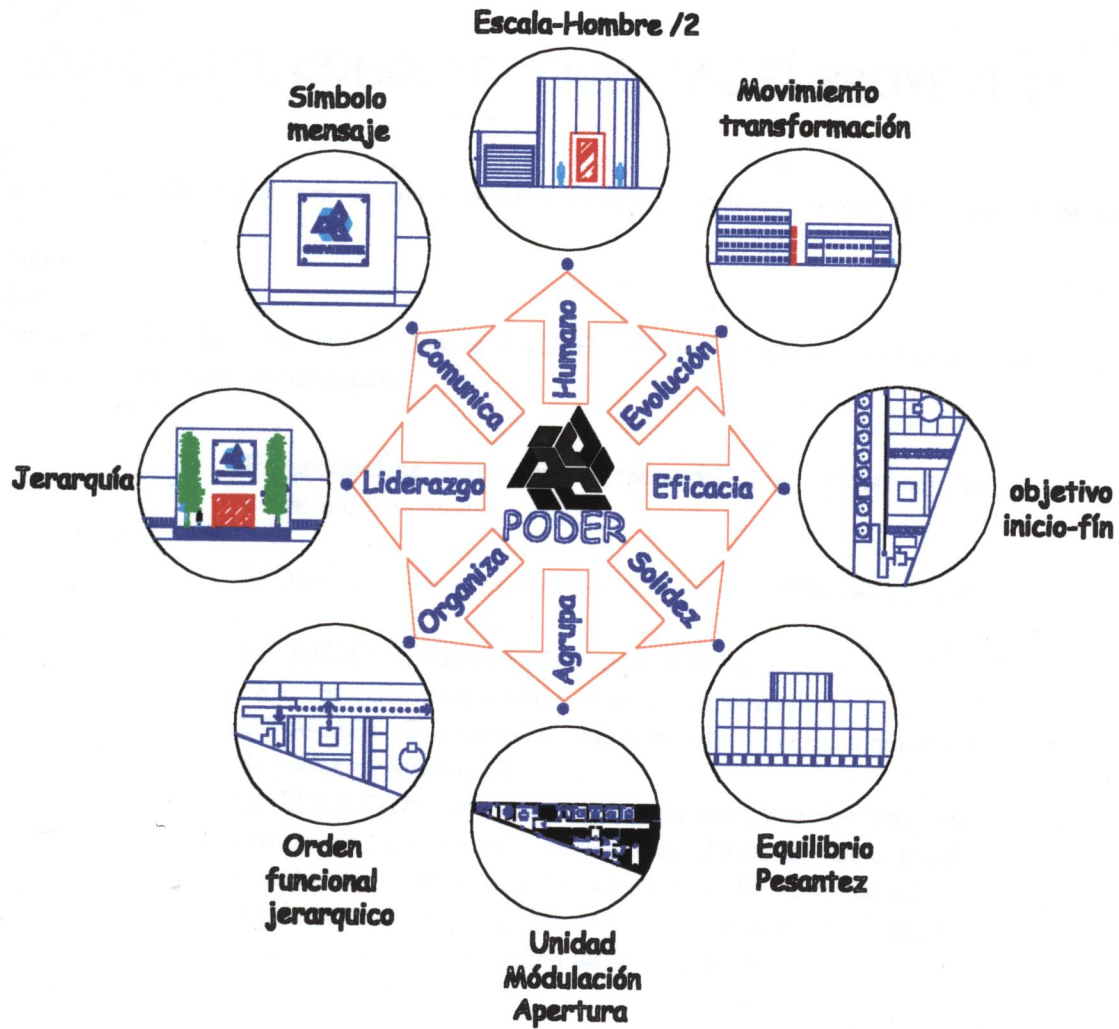 Escala-Hombre /2
Símbolo
mensaje
Movimiento
transformación
COPARMEX
Humano
Comunica
Evolución
Jerarquía
Liderazgo
Eficacia
objetivo
inicio-fín
PODER
Organiza
Solidez
Agrupa
Orden
funcional
jerarquico
Equilibrio
Pesantez
Unidad
Módulación
Apertura